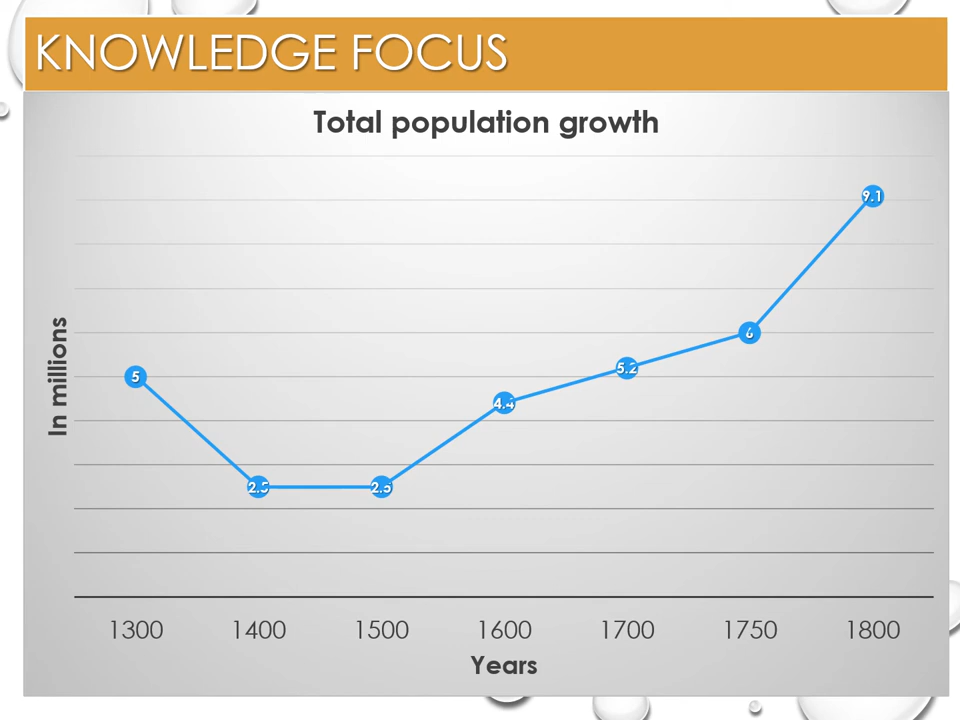 KNOWLEDGE FOCUS
Total population growth
9.1
6
5.2
5
4.4
2.5
2.5
In millions
1300 1400 1500 1600 1700 1750 1800
Years